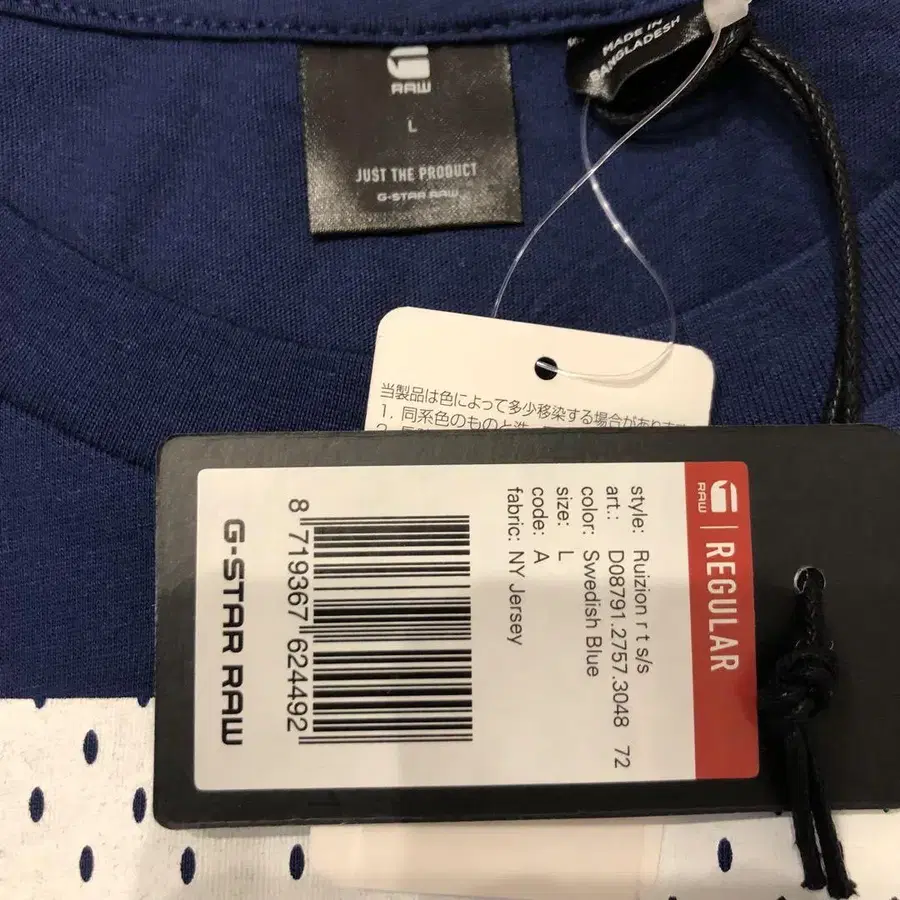 RAW
L
JUST THE PRODUCT
G-STAR RAW
MADE IN
BANGLADESH
当製品は色によって多少移染する場合があります
1. 同系色のものと洗
2.
RAW | REGULAR
style: Ruizion r t s/s
art.: D08791.2757.3048 72
color: Swedish Blue
size: L
code: A
fabric: NY Jersey
8 719367 624492
G-STAR RAW